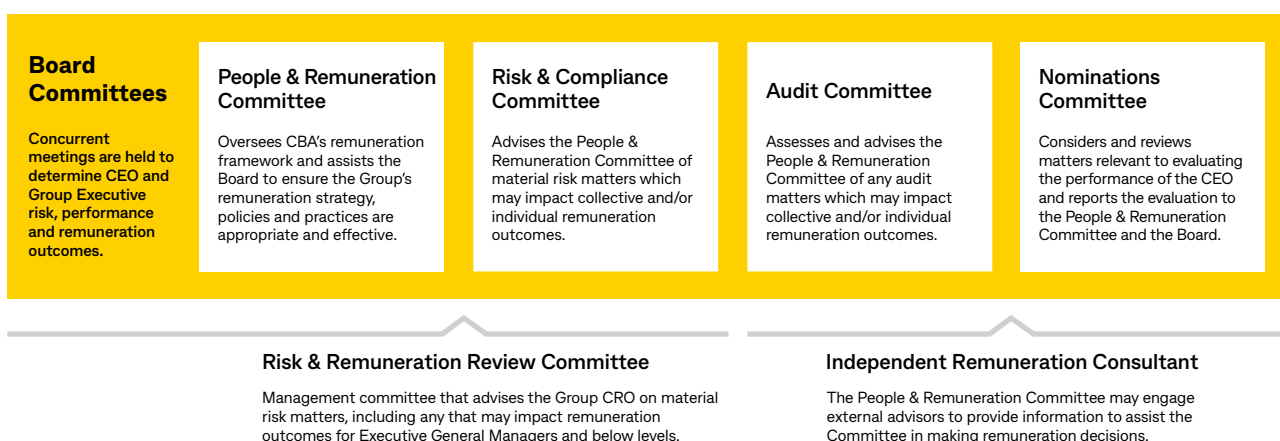 Board
Committees
Concurrent
meetings are held to
determine CEO and
Group Executive
risk, performance
and remuneration
outcomes.
People & Remuneration
Committee
Oversees CBA's remuneration
framework and assists the
Board to ensure the Group's
remuneration strategy,
policies and practices are
appropriate and effective.
Risk & Compliance
Committee
Advises the People &
Remuneration Committee of
material risk matters which
may impact collective and/or
individual remuneration
outcomes.
Audit Committee
Assesses and advises the
People & Remuneration
Committee of any audit
matters which may impact
collective and/or individual
remuneration outcomes.
Nominations
Committee
Considers and reviews
matters relevant to evaluating
the performance of the CEO
and reports the evaluation to
the People & Remuneration
Committee and the Board.
Risk & Remuneration Review Committee
Management committee that advises the Group CRO on material
risk matters, including any that may impact remuneration
outcomes for Executive General Managers and below levels.
Independent Remuneration Consultant
The People & Remuneration Committee may engage
external advisors to provide information to assist the
Committee in making remuneration decisions.